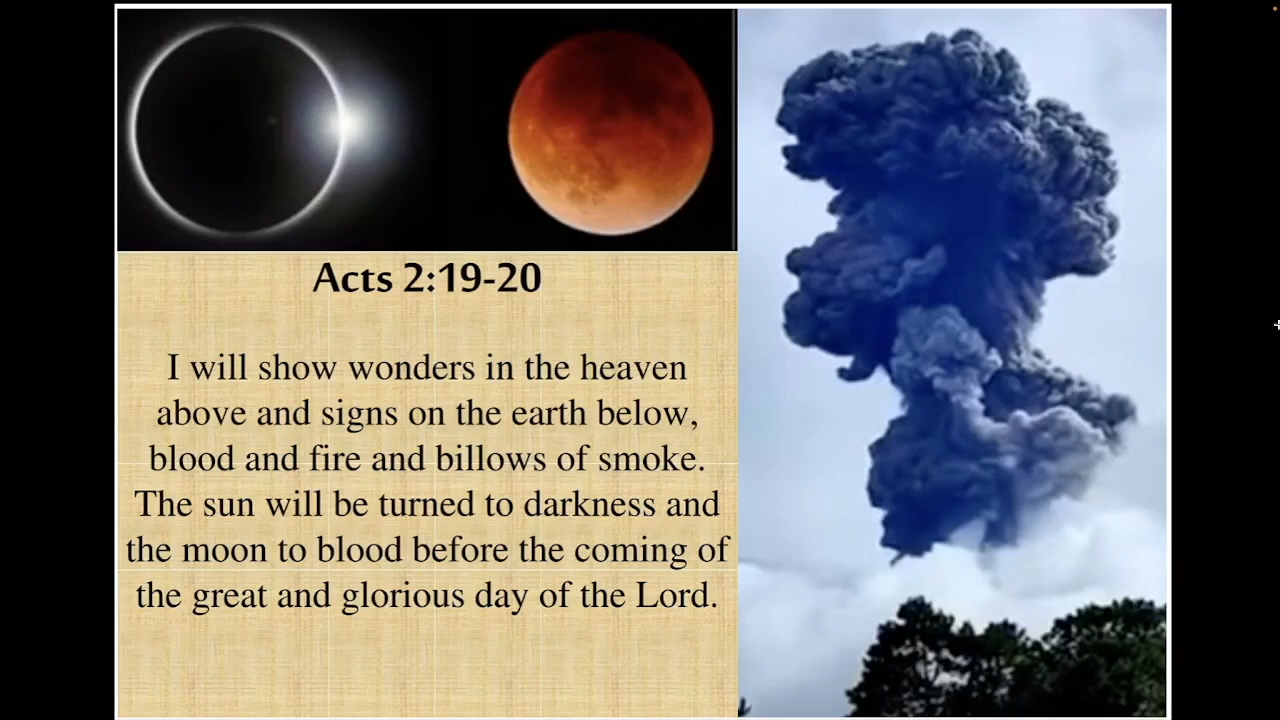 Acts 2:19-20
I will show wonders in the heaven
above and signs on the earth below,
blood and fire and billows of smoke.
The sun will be turned to darkness and
the moon to blood before the coming of
the great and glorious day of the Lord.